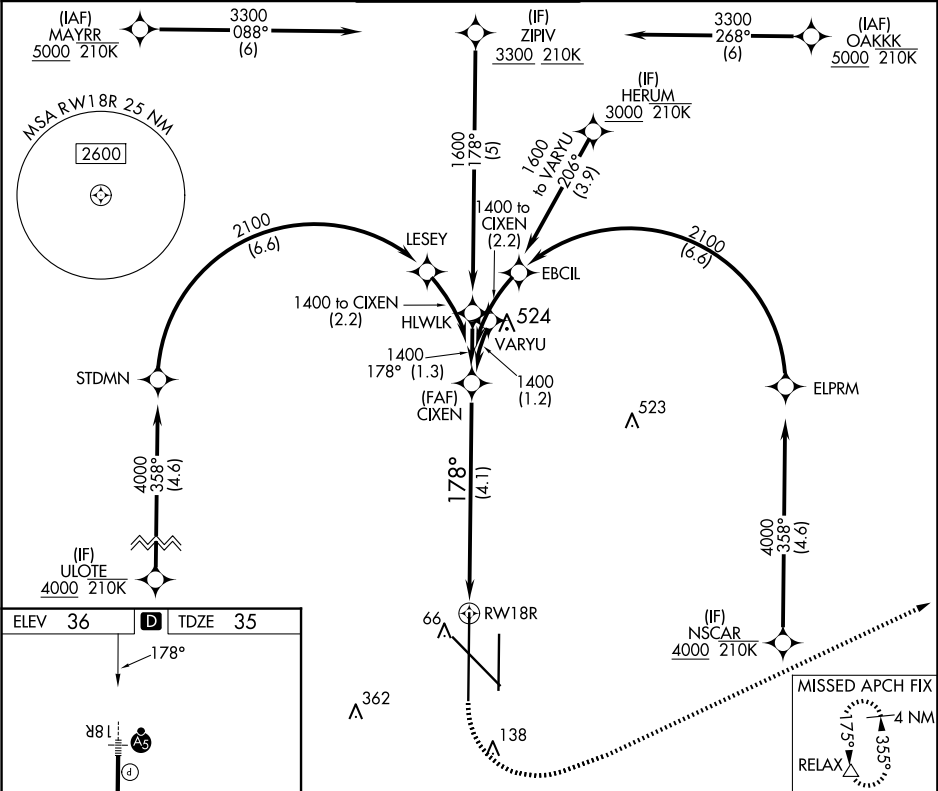 (IAF)
MAYRR
5000 210K
3300
088°
(6)
(IF)
ZIPIV
3300 210K
3300
268°
(6)
(IAF)
OAKKK
5000 210K
MSA RW18R 25 NM
2600
(IF)
HERUM
3000 210K
1600
178°
(5)
1600
to VARYU
206°
(3.9)
1400 to
CIXEN
(2.2)
2100
(6.6)
LESEY
EBCIL
2100
(6.6)
1400 to CIXEN
(2.2)
HLWLK
524
VARYU
1400
178° (1.3)
1400
(1.2)
STDMN
(FAF)
CIXEN
ELPRM
523
4000
358°
(4.6)
178°
(4.1)
4000
358°
(4.6)
(IF)
ULOTE
4000 210K
RW18R
66
(IF)
NSCAR
4000 210K
ELEV 36 D TDZE 35
178°
18R
A5
P
362
138
MISSED APCH FIX
4 NM
175°
355°
RELAX